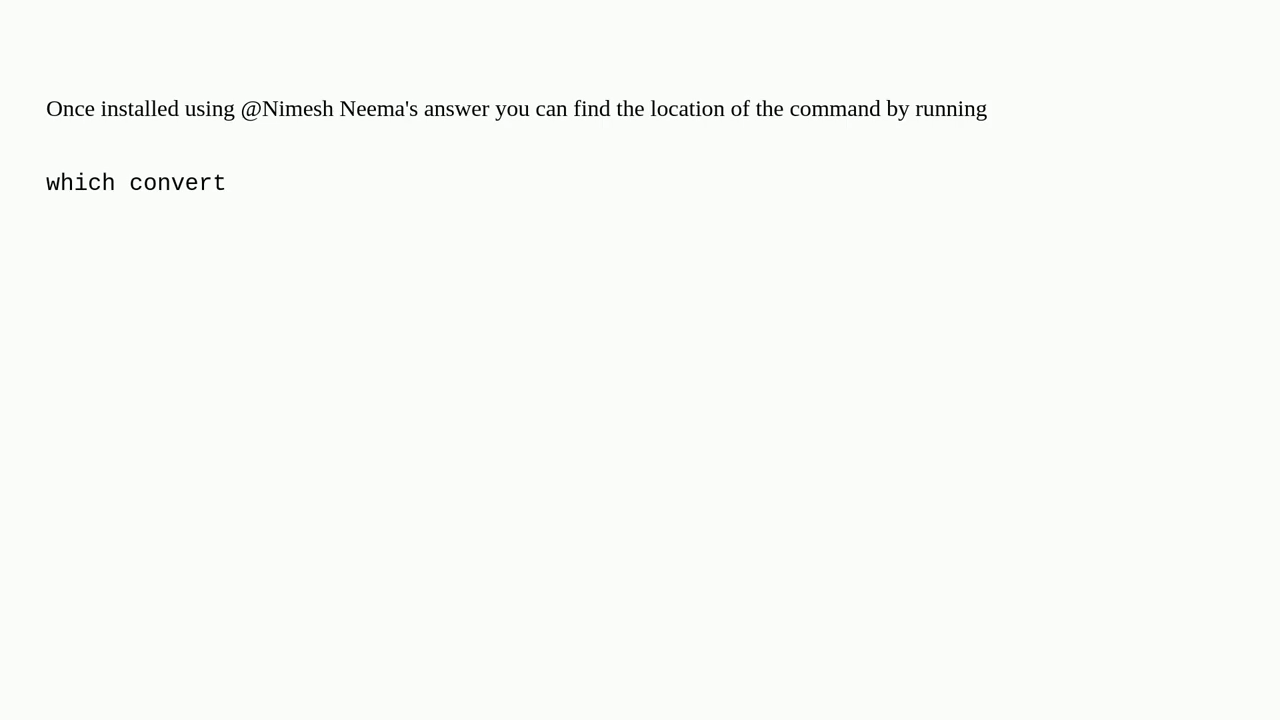 Once installed using @Nimesh Neema's answer you can find the location of the command by running
which convert